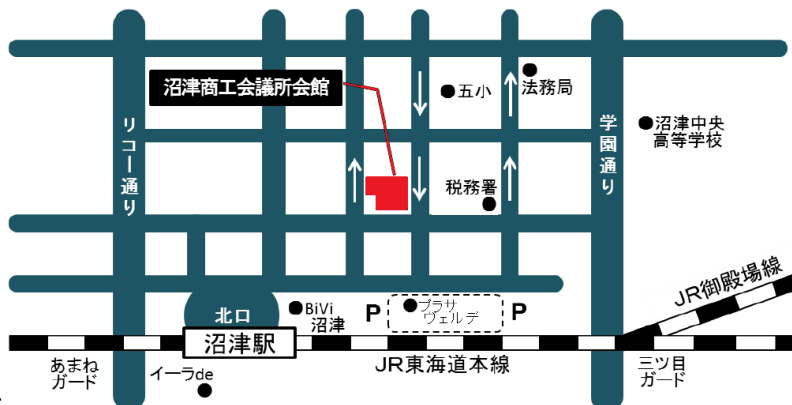 沼津商工会議所会館
五小
法務局
リコー通り
学園通り
沼津中央
高等学校
税務署
JR御殿場線
北口
BiVi
沼津
P
プラサ
ヴェルデ
P
沼津駅
あまね
ガード
イーラde
JR東海道本線
三ツ目
ガード